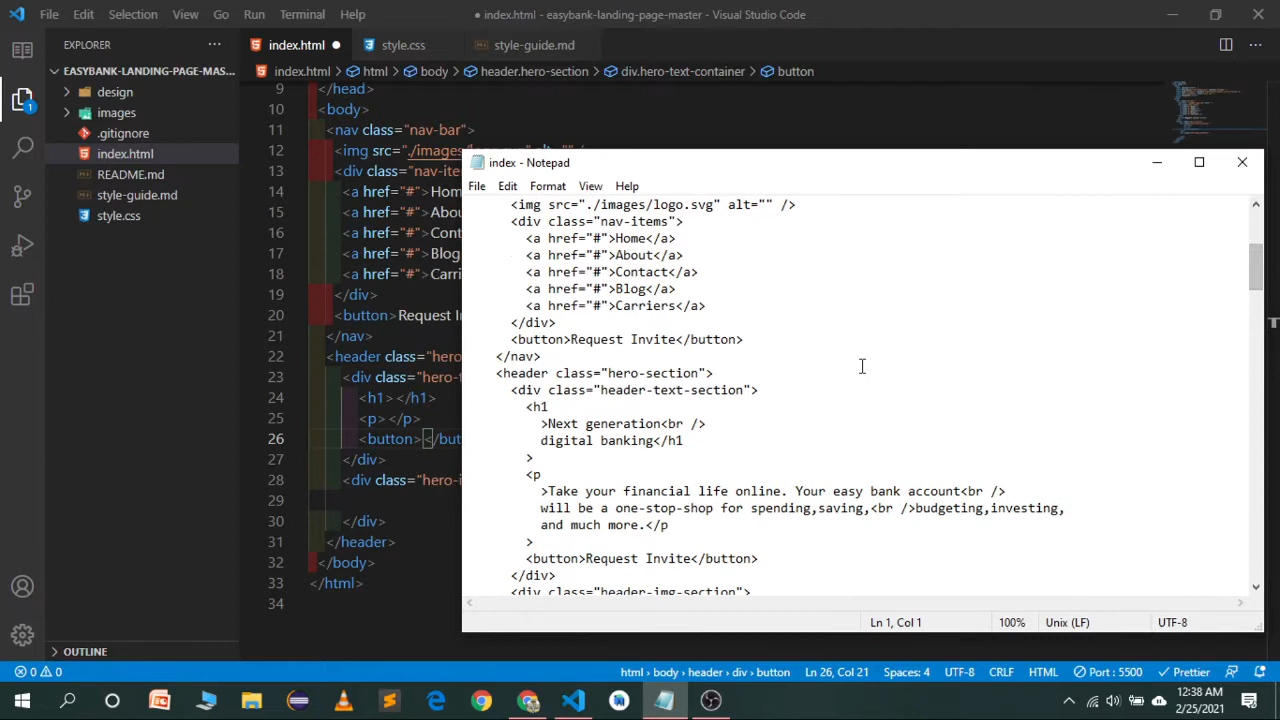 File Edit Selection View Go Run Terminal Help
index.html - easybank-landing-page-master - Visual Studio Code
EXPLORER
index.html
style.css
style-guide.md
EASYBANK-LANDING-PAGE-MAS...
index.html html body header.hero-section div.hero-text-container button
design
images
.gitignore
index.html
README.md
style-guide.md
style.css
OUTLINE
9 </head>
10 <body>
11 <nav class="nav-bar">
12 <img src="./images/
13 <div class="nav-ite
14 <a href="#">Hom
15 <a href="#">Abou
16 <a href="#">Cont
17 <a href="#">Blog
18 <a href="#">Carri
19 </div>
20 <button>Request I
21 </nav>
22 <header class="hero
23 <div class="hero-t
24 <h1></h1>
25 <p></p>
26 <button></but
27 </div>
28 <div class="hero-i
29
30 </div>
31 </header>
32 </body>
33 </html>
34
index - Notepad
File Edit Format View Help
<img src="./images/logo.svg" alt="" />
<div class="nav-items">
<a href="#">Home</a>
<a href="#">About</a>
<a href="#">Contact</a>
<a href="#">Blog</a>
<a href="#">Carriers</a>
</div>
<button>Request Invite</button>
</nav>
<header class="hero-section">
<div class="header-text-section">
<h1
>Next generation<br />
digital banking</h1
>
<p
>Take your financial life online. Your easy bank account<br />
will be a one-stop-shop for spending,saving,<br />budgeting,investing,
and much more.</p
>
<button>Request Invite</button>
</div>
<div class="header-img-section">
Ln 1, Col 1 100% Unix (LF) UTF-8
0 0 html > body > header > div > button Ln 26, Col 21 Spaces: 4 UTF-8 CRLF HTML Port : 5500 Prettier
12:38 AM
2/25/2021